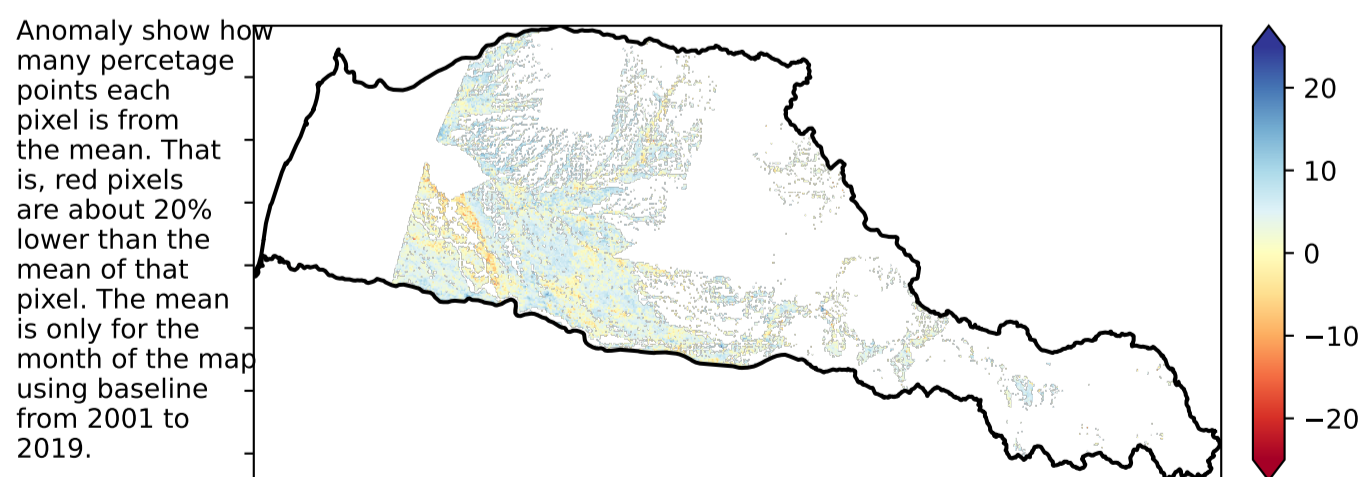 Anomaly show how
many percetage
points each
pixel is from
the mean. That
is, red pixels
are about 20%
lower than the
mean of that
pixel. The mean
is only for the
month of the map
using baseline
from 2001 to
2019.
20
10
0
−10
−20